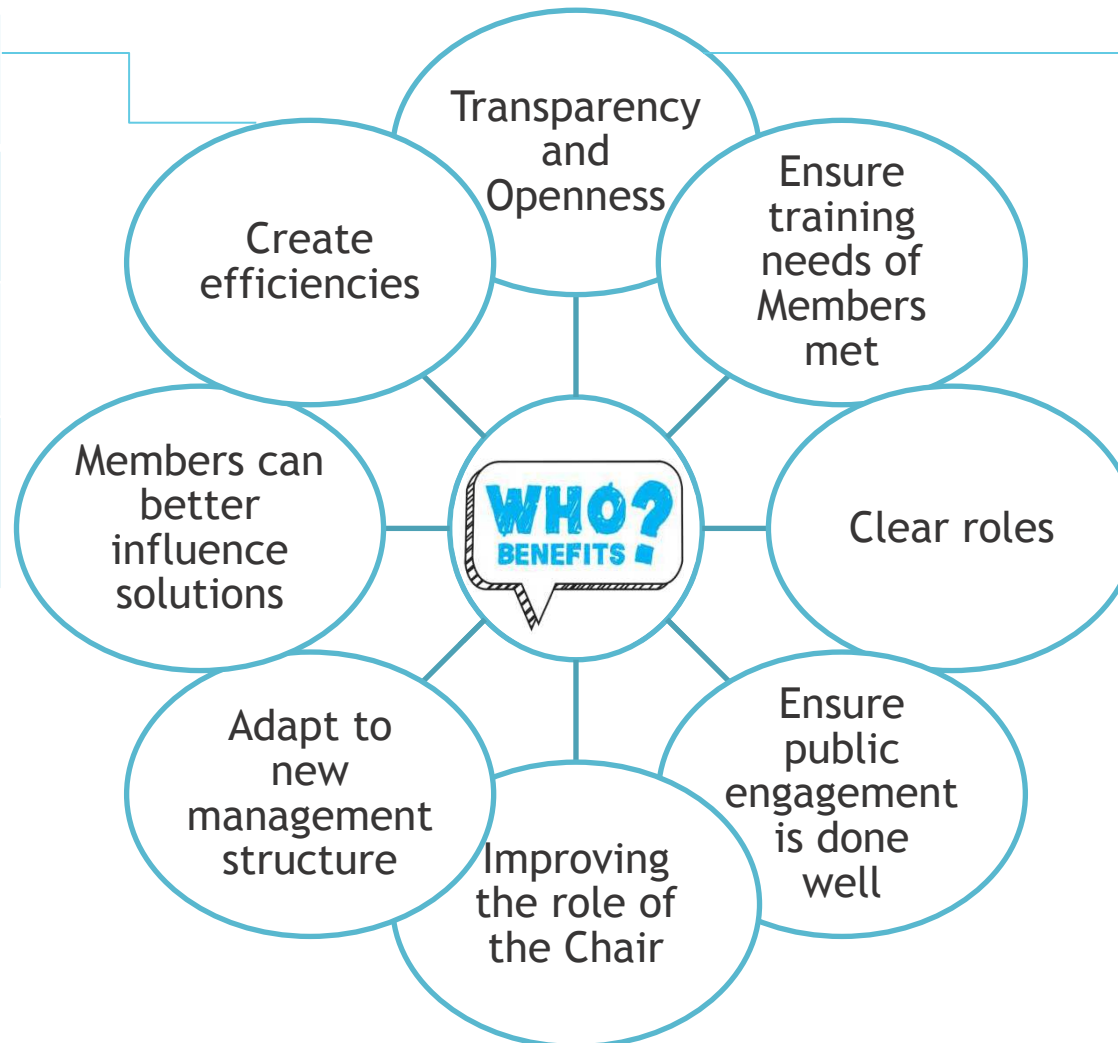 Transparency
and
Openness
Ensure
training
needs of
Members
met
Clear roles
Ensure
public
engagement
is done
well
Improving
the role of
the Chair
Adapt to
new
management
structure
Members can
better
influence
solutions
Create
efficiencies
WHO?
BENEFITS